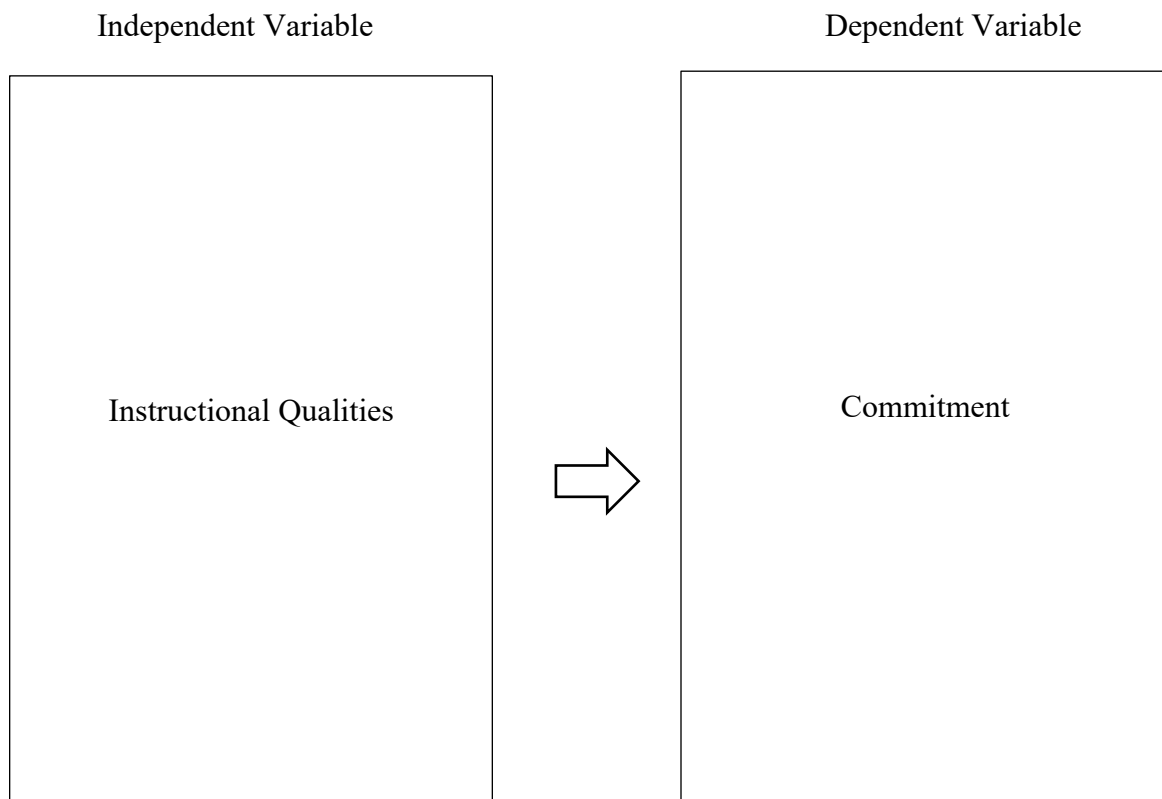 Independent Variable
Dependent Variable
Instructional Qualities
Commitment